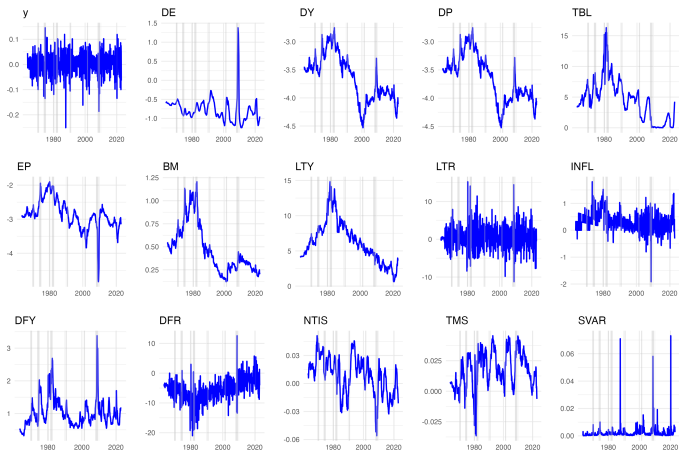 y DE DY DP TBL
0.1 0.0 -0.1 -0.2
1.5 1.0 0.5 0.0 -0.5 -1.0
-3.0 -3.5 -4.0 -4.5
-3.0 -3.5 -4.0 -4.5
15 10 5 0
1980 2000 2020 1980 2000 2020 1980 2000 2020 1980 2000 2020 1980 2000 2020
EP BM LTY LTR INFL
-2 -3 -4
1.25 1.00 0.75 0.50 0.25
15 10 5 0
10 0 -10
1 0 -1 -2
1980 2000 2020 1980 2000 2020 1980 2000 2020 1980 2000 2020 1980 2000 2020
DFY DFR NTIS TMS SVAR
3 2 1
10 0 -10 -20
0.03 0.00 -0.03 -0.06
0.025 0.000 -0.025
0.06 0.04 0.02 0.00
1980 2000 2020 1980 2000 2020 1980 2000 2020 1980 2000 2020 1980 2000 2020